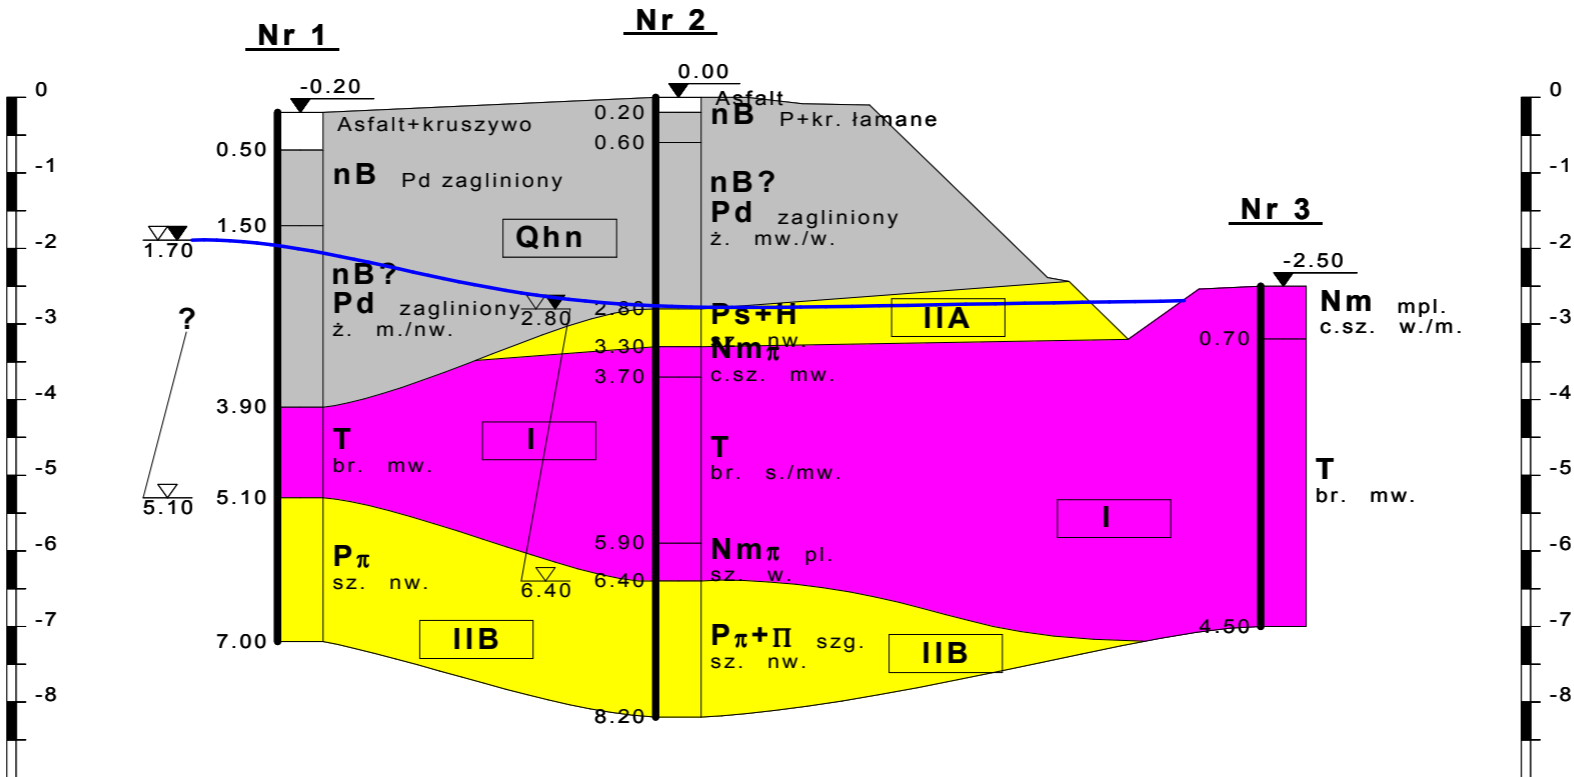 Nr 1
Nr 2
Nr 3
0
-1
-2
-3
-4
-5
-6
-7
-8
-0.20
Asfalt+kruszywo
0.50
nB Pd zagliniony
1.50
1.70
nB?
Pd zagliniony
ż. m./nw.
?
3.90
T
br. mw.
5.10
5.10
Pπ
sz. nw.
7.00
Qhn
I
IIB
2.80
6.40
0.00
Asfalt
0.20
nB P+kr. łamane
0.60
nB?
Pd zagliniony
ż. mw./w.
2.80
Ps+H
nw.
3.30
Nmπ
c.sz. mw.
3.70
T
br. s./mw.
5.90
Nmπ pl.
sz. w.
6.40
Pπ+Π szg.
sz. nw.
8.20
IIA
I
IIB
-2.50
Nm mpl.
c.sz. w./m.
0.70
T
br. mw.
4.50
0
-1
-2
-3
-4
-5
-6
-7
-8